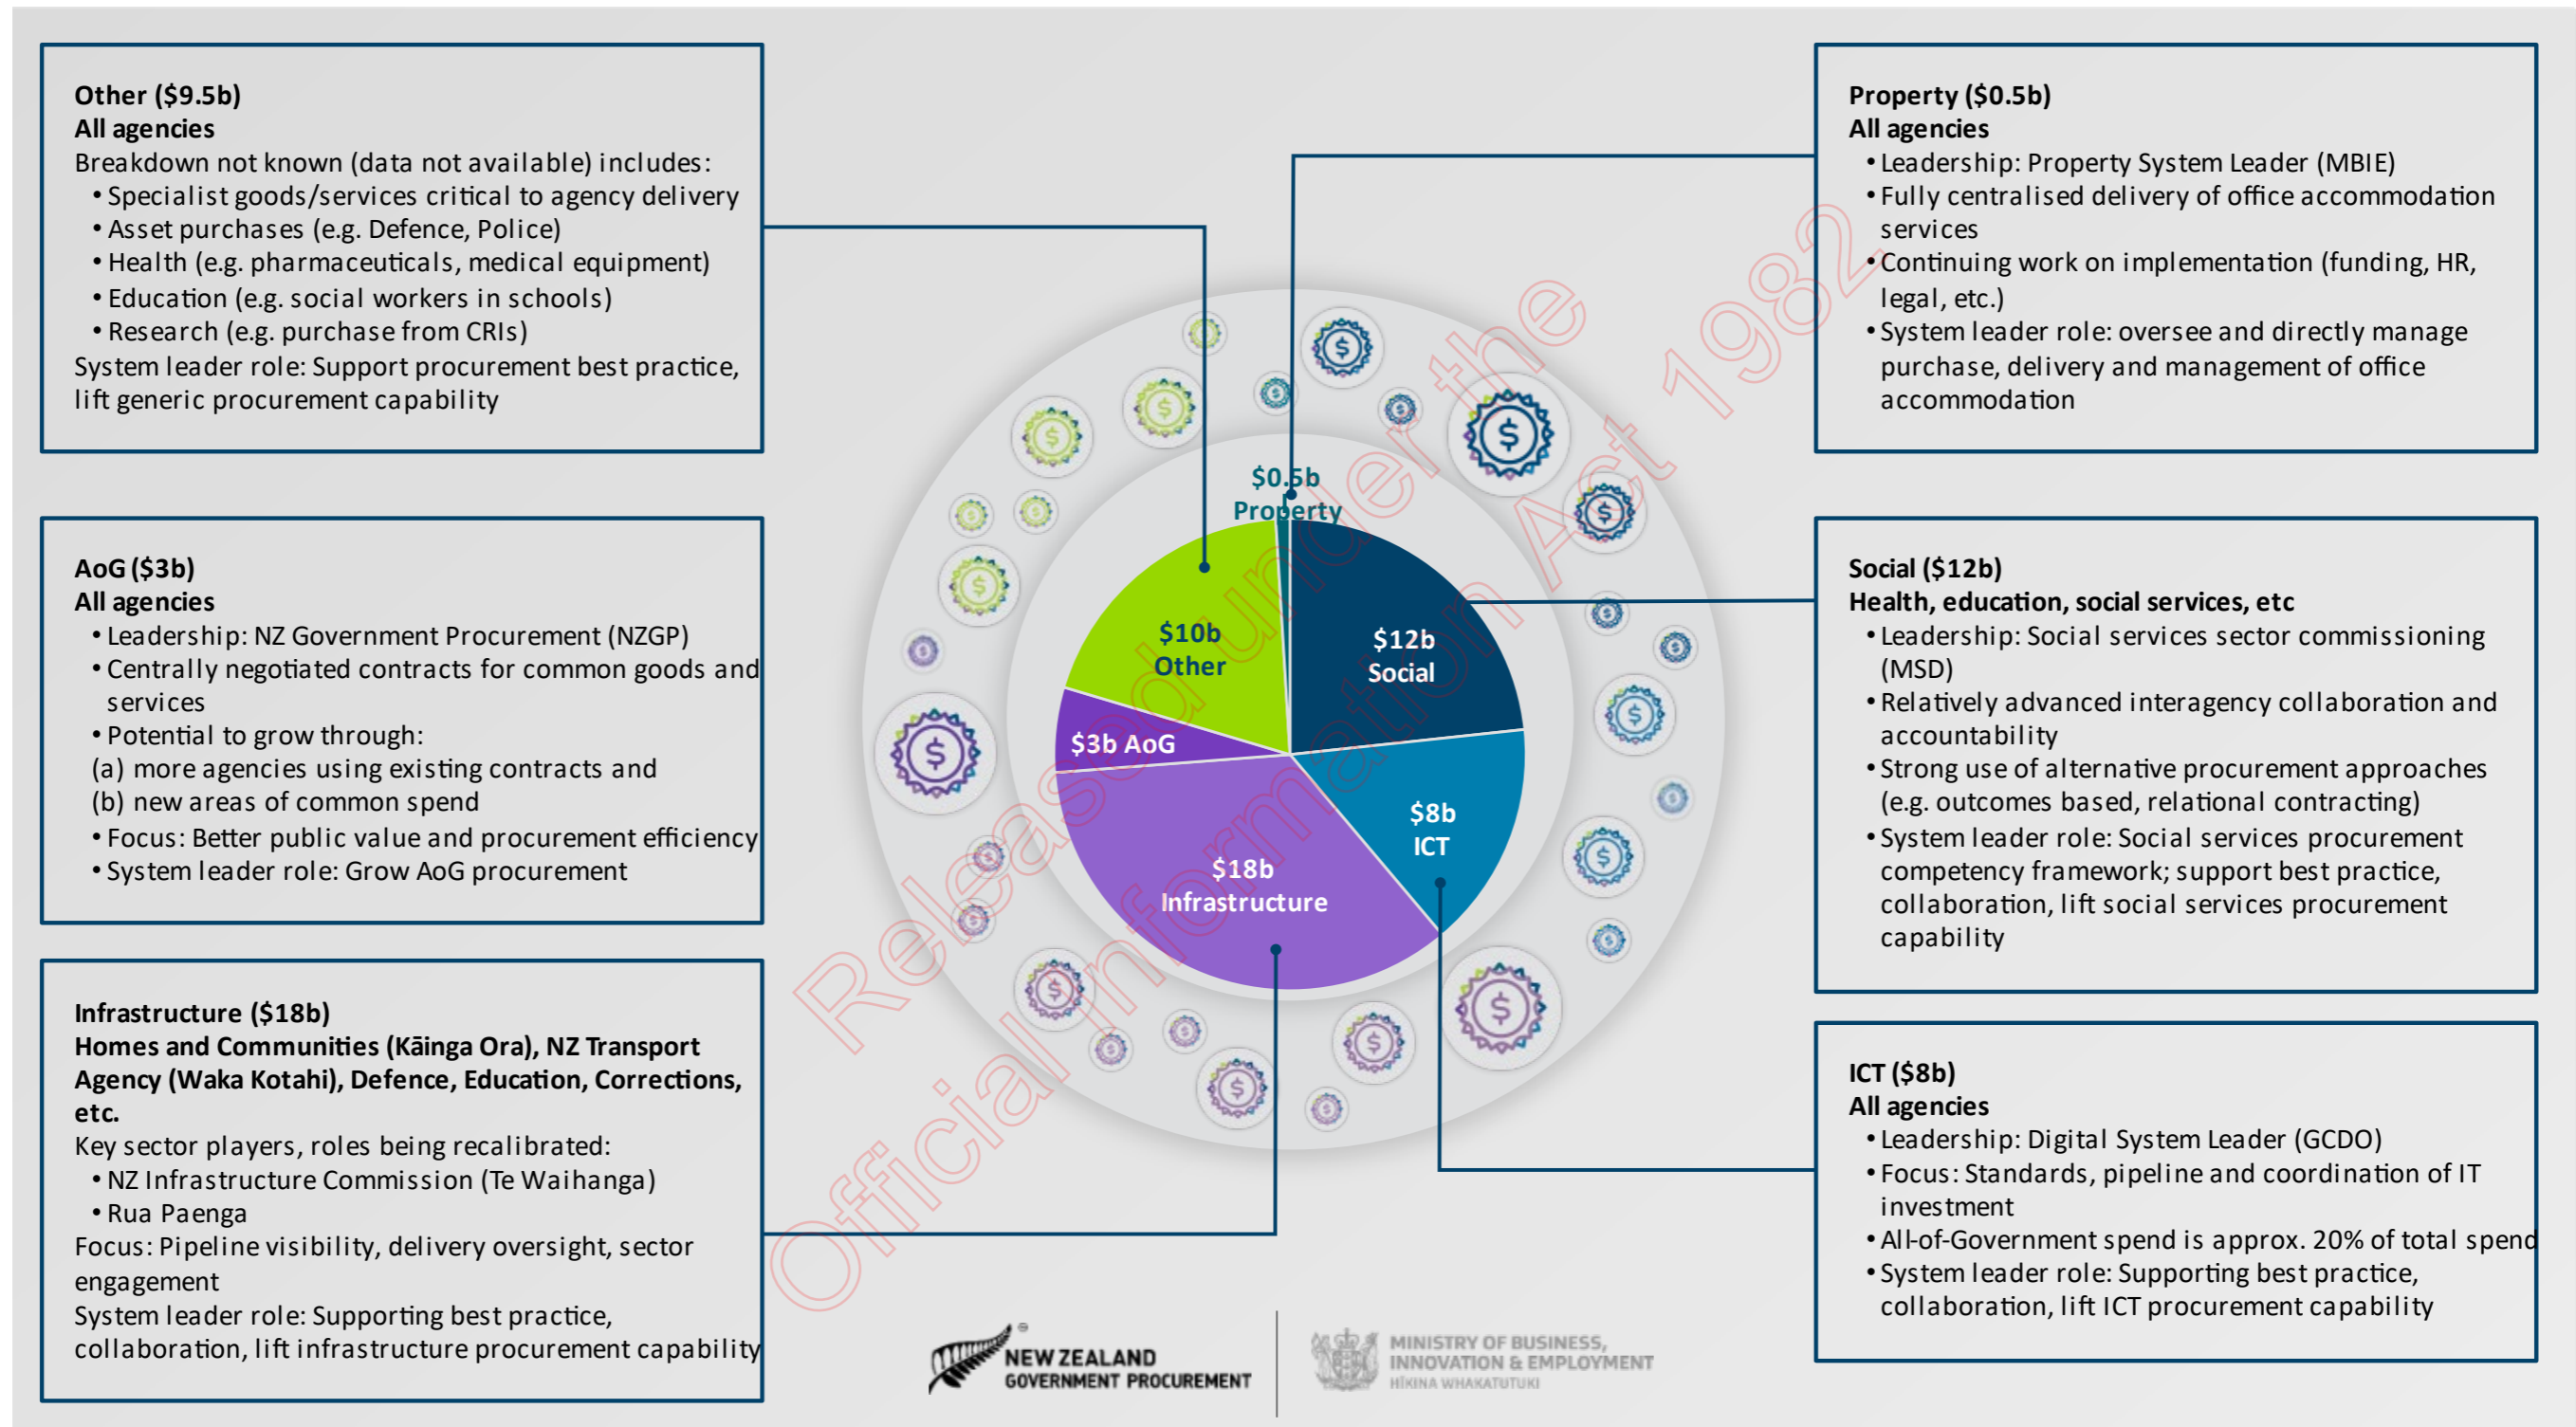 Other ($9.5b)
All agencies
Breakdown not known (data not available) includes:
• Specialist goods/services critical to agency delivery
• Asset purchases (e.g. Defence, Police)
• Health (e.g. pharmaceuticals, medical equipment)
• Education (e.g. social workers in schools)
• Research (e.g. purchase from CRIs)
System leader role: Support procurement best practice,
lift generic procurement capability
AoG ($3b)
All agencies
• Leadership: NZ Government Procurement (NZGP)
• Centrally negotiated contracts for common goods and
services
• Potential to grow through:
(a) more agencies using existing contracts and
(b) new areas of common spend
• Focus: Better public value and procurement efficiency
• System leader role: Grow AoG procurement
Infrastructure ($18b)
Homes and Communities (Kāinga Ora), NZ Transport
Agency (Waka Kotahi), Defence, Education, Corrections,
etc.
Key sector players, roles being recalibrated:
• NZ Infrastructure Commission (Te Waihanga)
• Rua Paenga
Focus: Pipeline visibility, delivery oversight, sector
engagement
System leader role: Supporting best practice,
collaboration, lift infrastructure procurement capability
$0.5b
Property
$12b
Social
$8b
ICT
$18b
Infrastructure
$3b AoG
$10b
Other
Property ($0.5b)
All agencies
• Leadership: Property System Leader (MBIE)
• Fully centralised delivery of office accommodation
services
• Continuing work on implementation (funding, HR,
legal, etc.)
• System leader role: oversee and directly manage
purchase, delivery and management of office
accommodation
Social ($12b)
Health, education, social services, etc
• Leadership: Social services sector commissioning
(MSD)
• Relatively advanced interagency collaboration and
accountability
• Strong use of alternative procurement approaches
(e.g. outcomes based, relational contracting)
• System leader role: Social services procurement
competency framework; support best practice,
collaboration, lift social services procurement
capability
ICT ($8b)
All agencies
• Leadership: Digital System Leader (GCDO)
• Focus: Standards, pipeline and coordination of IT
investment
• All-of-Government spend is approx. 20% of total spend
• System leader role: Supporting best practice,
collaboration, lift ICT procurement capability
Released under the
Official Information Act 1982
NEW ZEALAND
GOVERNMENT PROCUREMENT
MINISTRY OF BUSINESS,
INNOVATION & EMPLOYMENT
HĪKINA WHAKATUTUKI